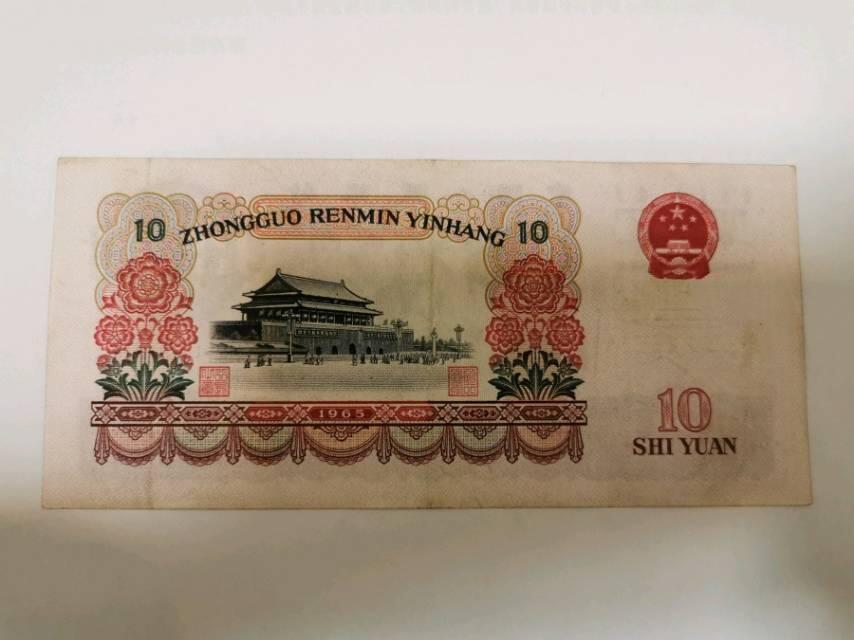 10 ZHONGGUO RENMIN YINHANG 10
1965
10
SHI YUAN